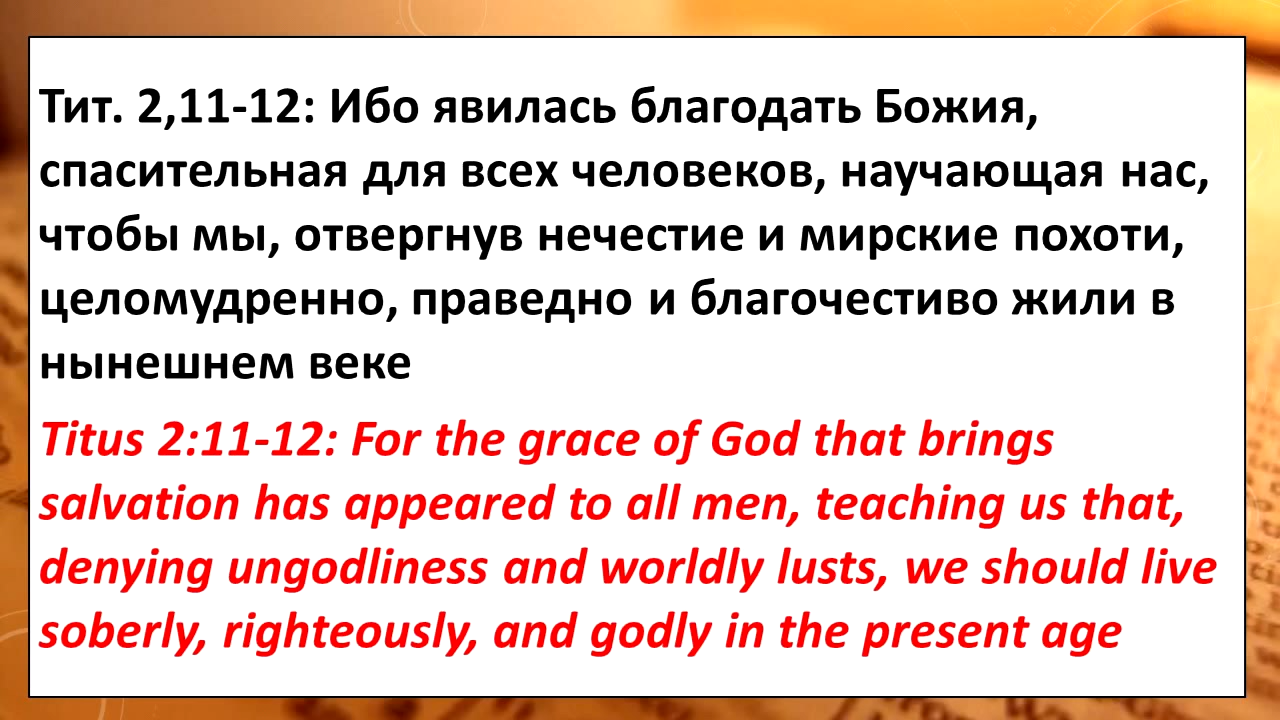 Тит. 2,11-12: Ибо явилась благодать Божия,
спасительная для всех человеков, научающая нас,
чтобы мы, отвергнув нечестие и мирские похоти,
целомудренно, праведно и благочестиво жили в
нынешнем веке
Titus 2:11-12: For the grace of God that brings
salvation has appeared to all men, teaching us that,
denying ungodliness and worldly lusts, we should live
soberly, righteously, and godly in the present age